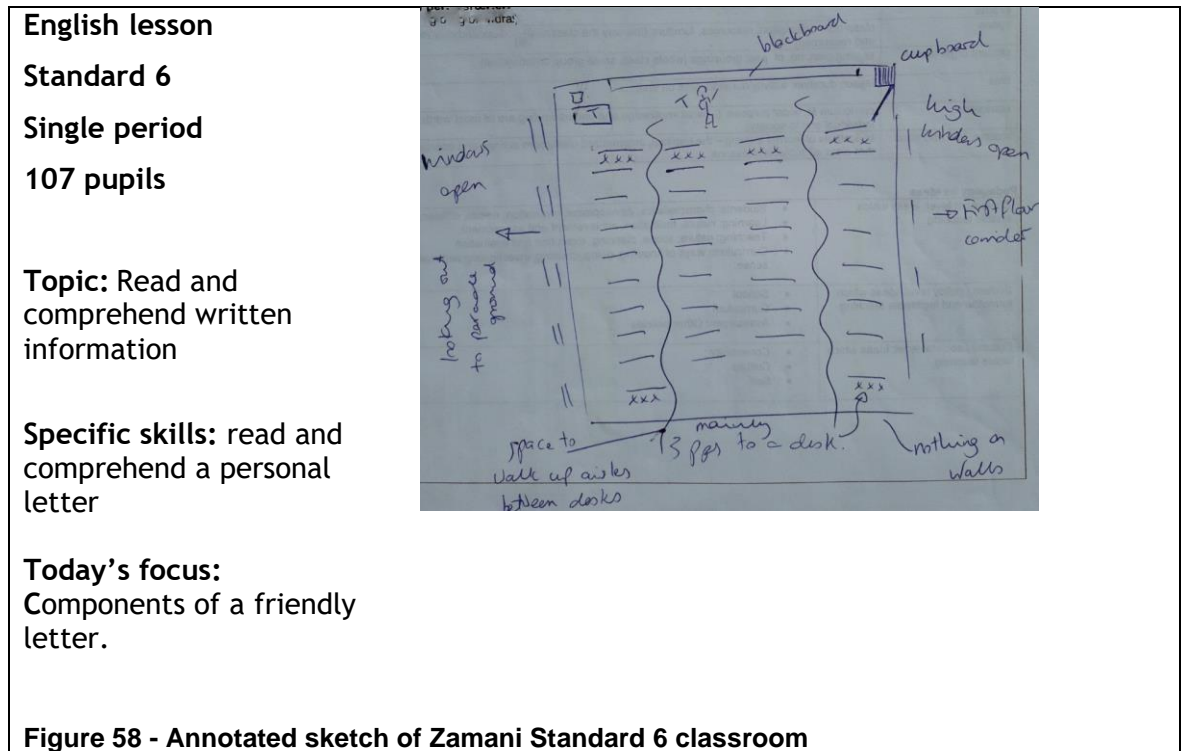 English lesson
Standard 6
Single period
107 pupils
Topic: Read and
comprehend written
information
Specific skills: read and
comprehend a personal
letter
Today's focus:
Components of a friendly
letter.
blackboard
cupboard
T
T
high
windows open
windows
open
xxx
xxx
xxx
xxx
First floor
corridor
looking out
to parade
ground
xxx
xxx
space to
walk up aisles
between desks
mainly
3 pps to a desk.
nothing on
walls
Figure 58 - Annotated sketch of Zamani Standard 6 classroom